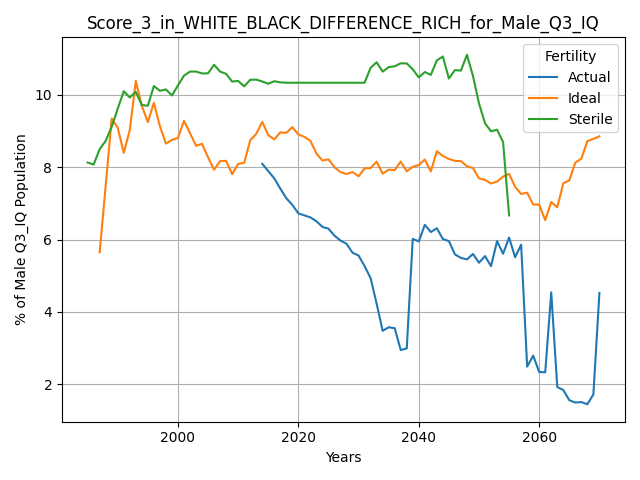 Score_3_in_WHITE_BLACK_DIFFERENCE_RICH_for_Male_Q3_IQ
Fertility
Actual
Ideal
Sterile
% of Male Q3_IQ Population
10
8
6
4
2
2000
2020
2040
2060
Years